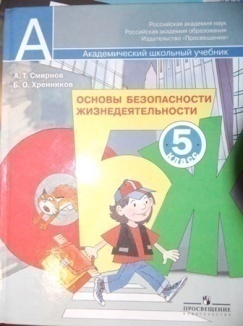 А
Российская академия наук
Российская академия образования
Издательство «Просвещение»
Академический школьный учебник
А. Т. Смирнов
Б. О. Хренников
ОСНОВЫ БЕЗОПАСНОСТИ
ЖИЗНЕДЕЯТЕЛЬНОСТИ
5
класс
ОБЖ
ПРОСВЕЩЕНИЕ
ИЗДАТЕЛЬСТВО